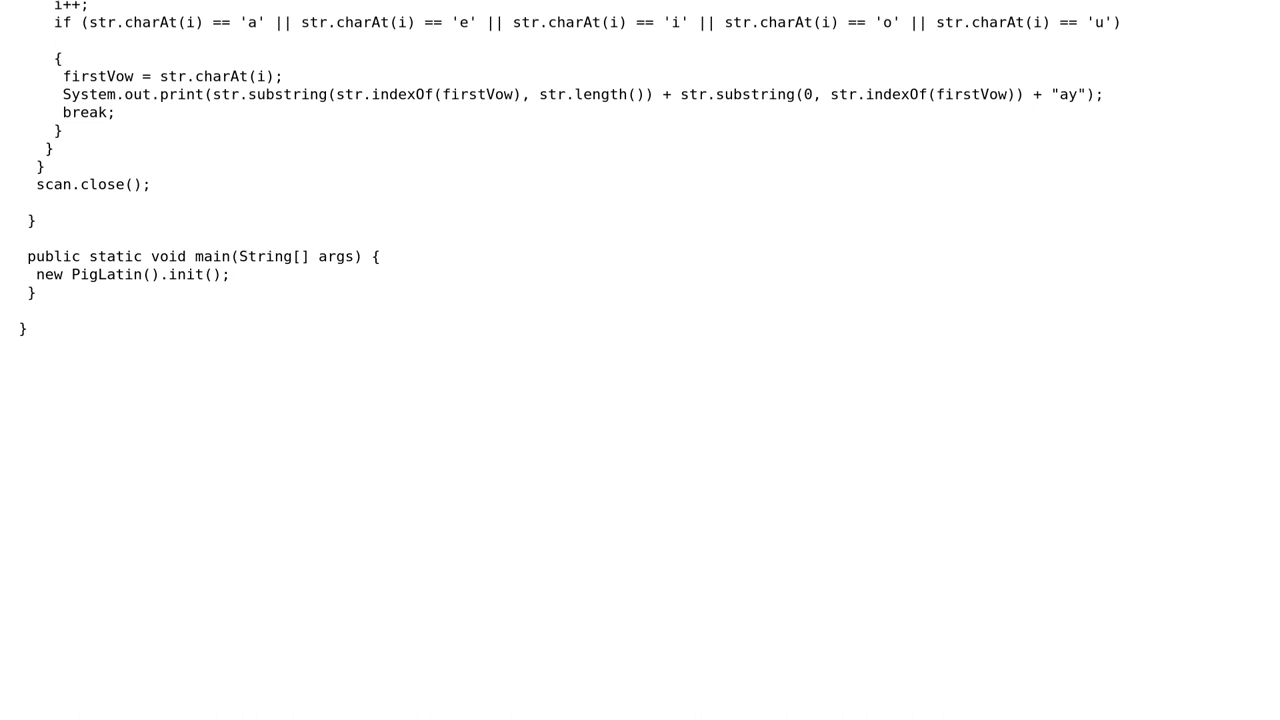 i++;
if (str.charAt(i) == 'a' || str.charAt(i) == 'e' || str.charAt(i) == 'i' || str.charAt(i) == 'o' || str.charAt(i) == 'u')
{
firstVow = str.charAt(i);
System.out.print(str.substring(str.indexOf(firstVow), str.length()) + str.substring(0, str.indexOf(firstVow)) + "ay");
break;
}
}
}
scan.close();
}
public static void main(String[] args) {
new PigLatin().init();
}
}